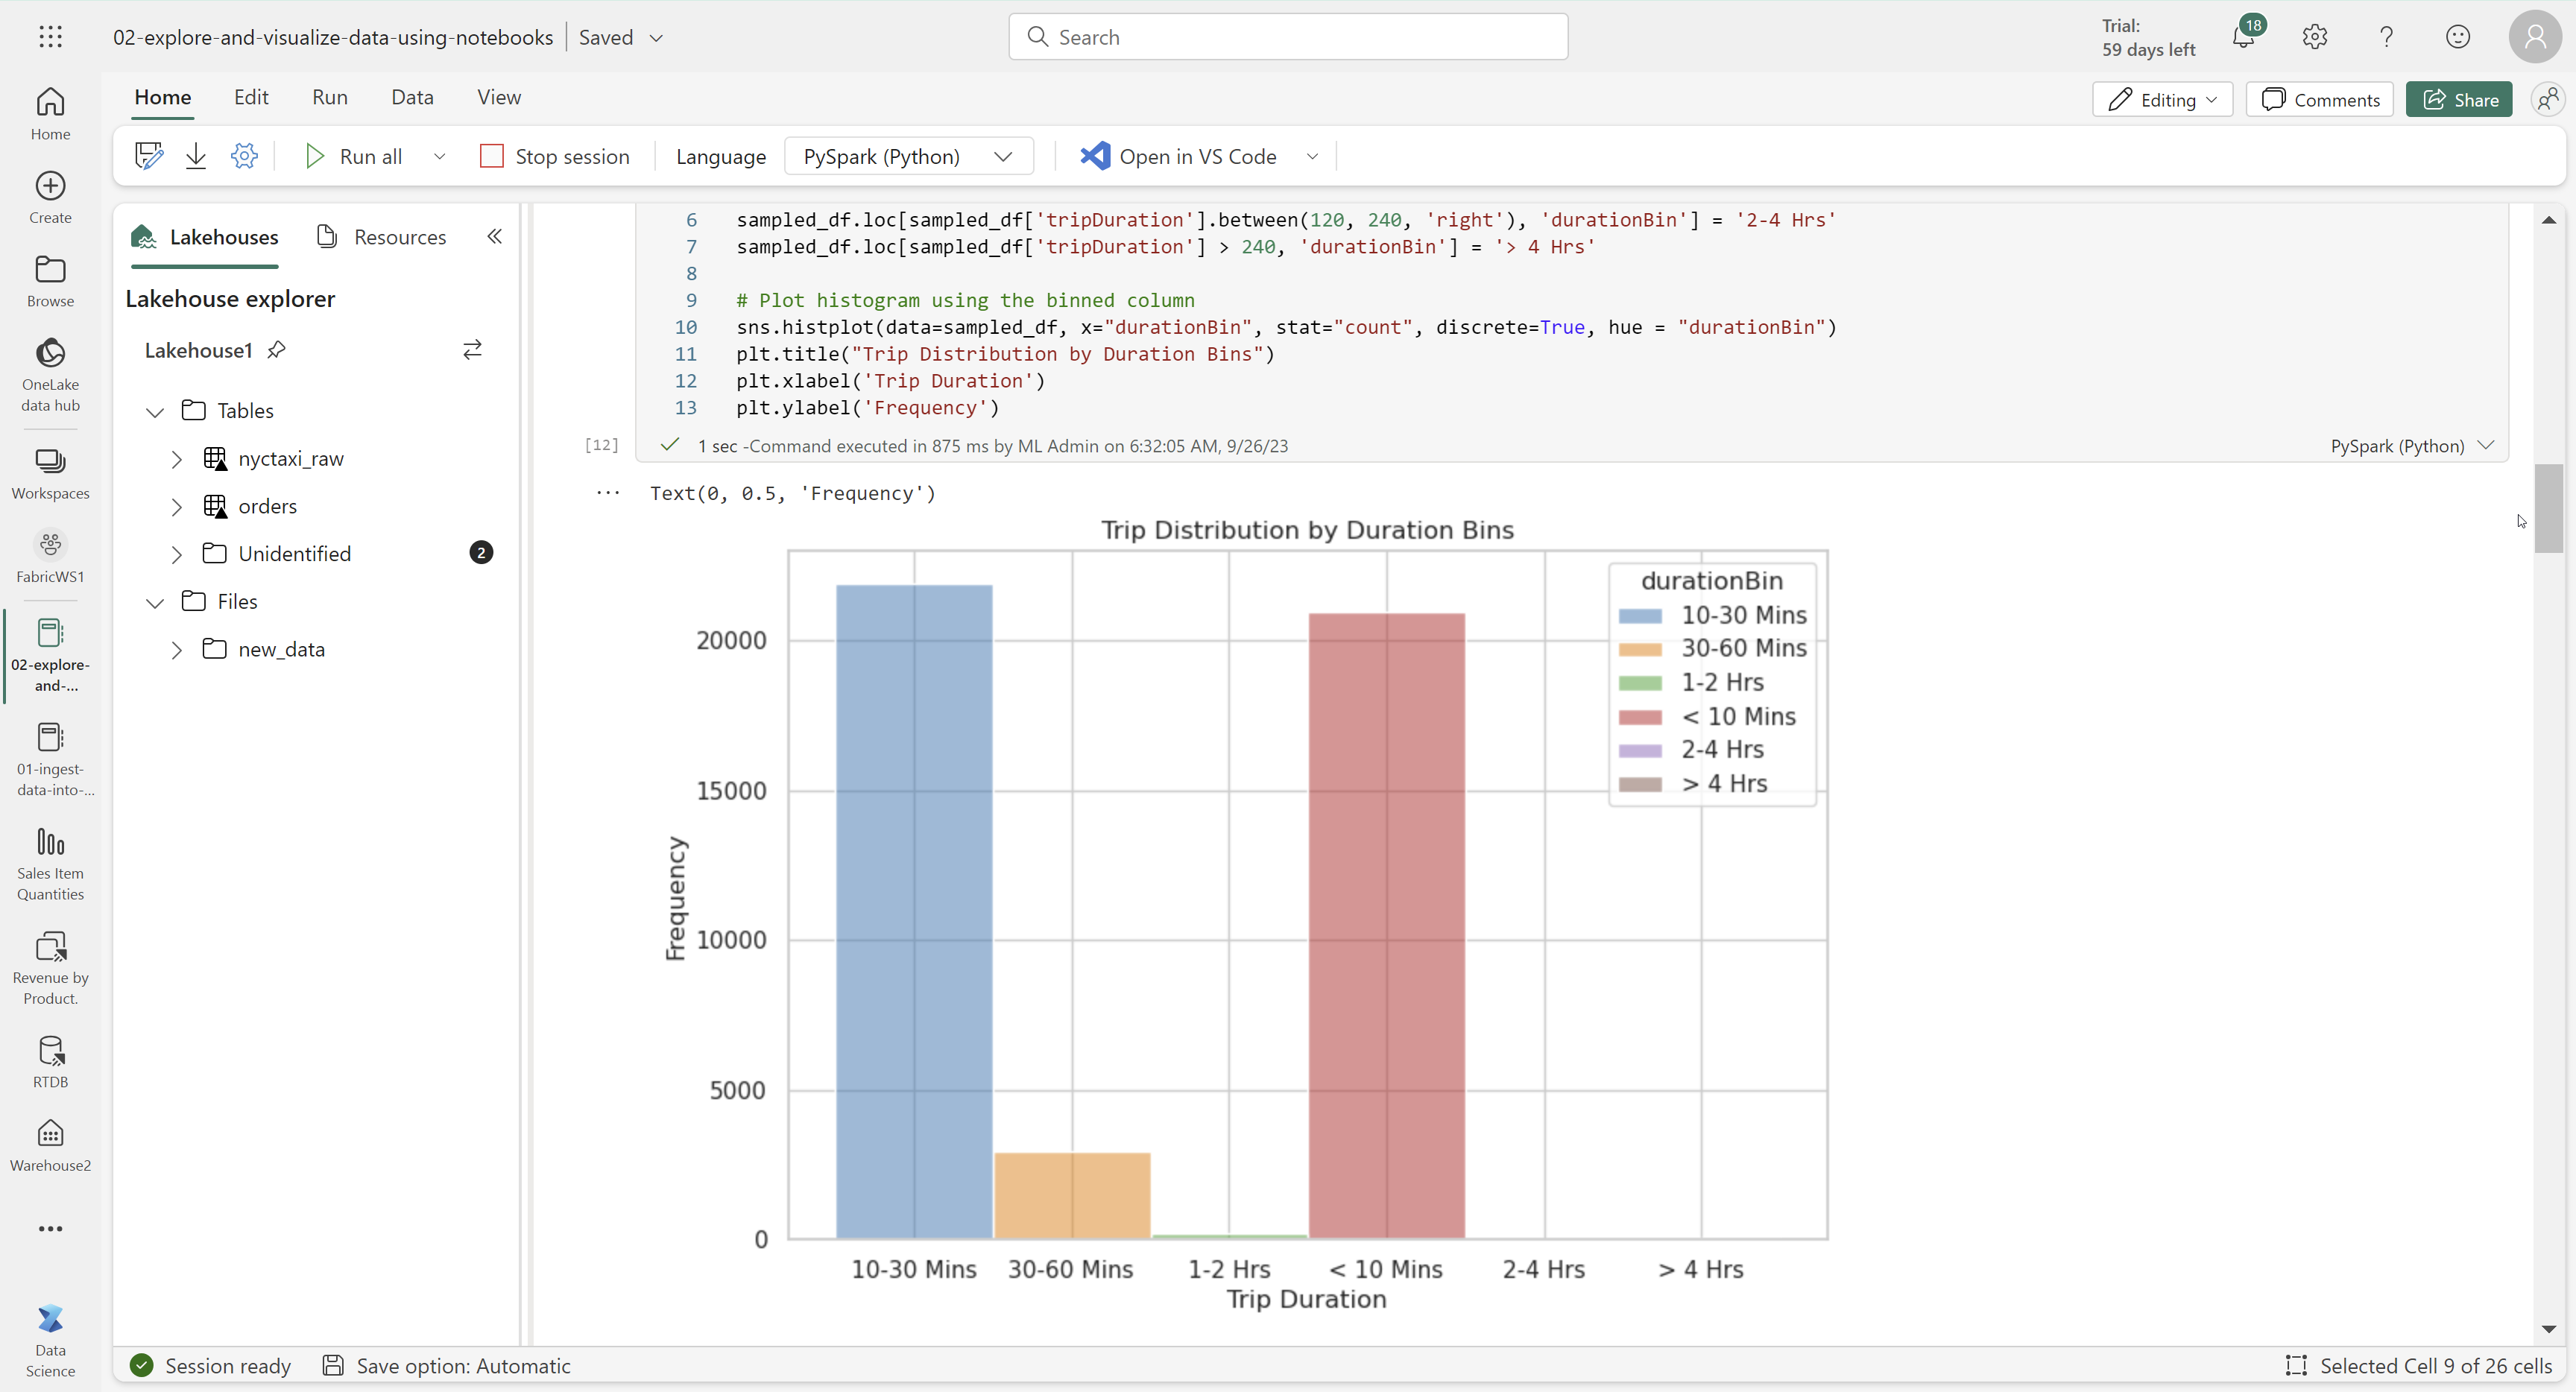 02-explore-and-visualize-data-using-notebooks
Saved
Search
Trial:
59 days left
18
Home
Edit
Run
Data
View
Editing
Comments
Share
Run all
Stop session
Language
PySpark (Python)
Open in VS Code
Home
Create
Browse
OneLake
data hub
Workspaces
FabricWS1
02-explore-
and-...
01-ingest-
data-into-...
Sales Item
Quantities
Revenue by
Product.
RTDB
Warehouse2
Data
Science
Lakehouses
Resources
Lakehouse explorer
Lakehouse1
Tables
nyctaxi_raw
orders
Unidentified
2
Files
new_data
6 sampled_df.loc[sampled_df['tripDuration'].between(120, 240, 'right'), 'durationBin'] = '2-4 Hrs'
7 sampled_df.loc[sampled_df['tripDuration'] > 240, 'durationBin'] = '> 4 Hrs'
8
9 # Plot histogram using the binned column
10 sns.histplot(data=sampled_df, x="durationBin", stat="count", discrete=True, hue = "durationBin")
11 plt.title("Trip Distribution by Duration Bins")
12 plt.xlabel('Trip Duration')
13 plt.ylabel('Frequency')
[12]
1 sec -Command executed in 875 ms by ML Admin on 6:32:05 AM, 9/26/23
PySpark (Python)
Text(0, 0.5, 'Frequency')
Trip Distribution by Duration Bins
durationBin
10-30 Mins
30-60 Mins
1-2 Hrs
< 10 Mins
2-4 Hrs
> 4 Hrs
20000
15000
10000
5000
0
Frequency
10-30 Mins
30-60 Mins
1-2 Hrs
< 10 Mins
2-4 Hrs
> 4 Hrs
Trip Duration
Session ready
Save option: Automatic
Selected Cell 9 of 26 cells